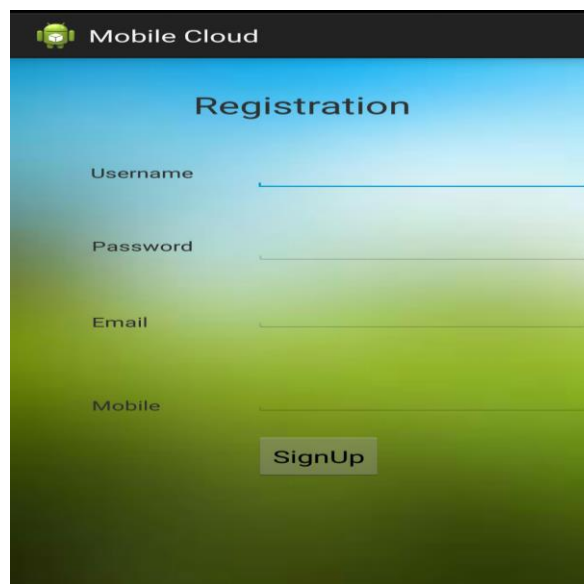 Mobile Cloud
Registration
Username
Password
Email
Mobile
SignUp